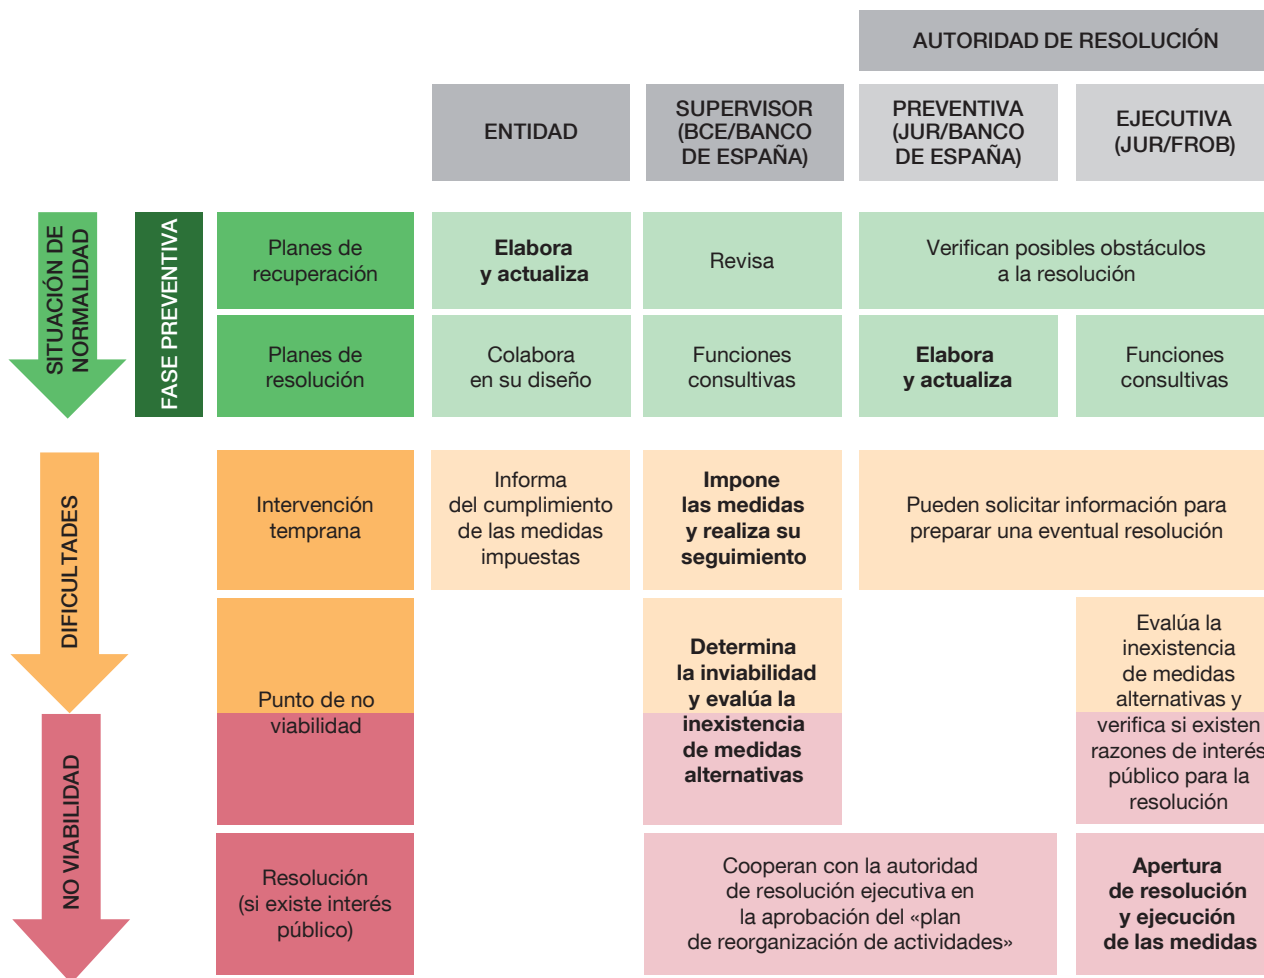 AUTORIDAD DE RESOLUCIÓN
ENTIDAD
SUPERVISOR
(BCE/BANCO
DE ESPAÑA)
PREVENTIVA
(JUR/BANCO
DE ESPAÑA)
EJECUTIVA
(JUR/FROB)
SITUACIÓN DE
NORMALIDAD
FASE PREVENTIVA
Planes de
recuperación
Elabora
y actualiza
Revisa
Verifican posibles obstáculos
a la resolución
Planes de
resolución
Colabora
en su diseño
Funciones
consultivas
Elabora
y actualiza
Funciones
consultivas
DIFICULTADES
Intervención
temprana
Informa
del cumplimiento
de las medidas
impuestas
Impone
las medidas
y realiza su
seguimiento
Pueden solicitar información para
preparar una eventual resolución
Punto de no
viabilidad
Determina
la inviabilidad
y evalúa la
inexistencia
de medidas
alternativas
Evalúa la
inexistencia
de medidas
alternativas y
verifica si existen
razones de interés
público para la
resolución
NO VIABILIDAD
Resolución
(si existe interés
público)
Cooperan con la autoridad
de resolución ejecutiva en
la aprobación del «plan
de reorganización de actividades»
Apertura
de resolución
y ejecución
de las medidas